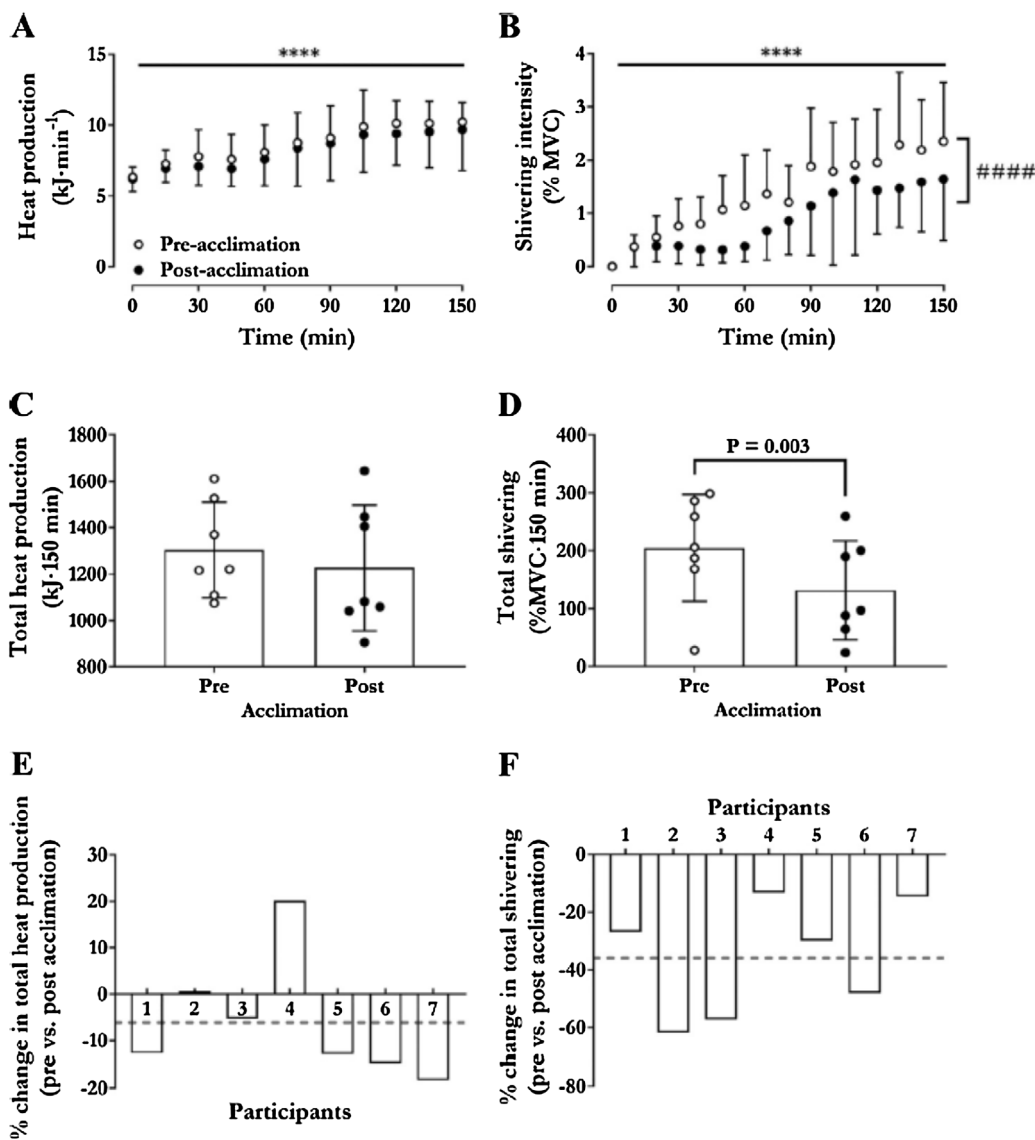 A
Heat production
(kJ·min⁻¹)
15
10
5
0
****
Pre-acclimation
Post-acclimation
0 30 60 90 120 150
Time (min)
B
Shivering intensity
(% MVC)
4
3
2
1
0
****
####
0 30 60 90 120 150
Time (min)
C
Total heat production
(kJ·150 min)
1800
1600
1400
1200
1000
800
Pre Post
Acclimation
D
Total shivering
(%MVC·150 min)
400
300
200
100
0
P = 0.003
Pre Post
Acclimation
E
% change in total heat production
(pre vs. post acclimation)
30
20
10
0
-10
-20
1 2 3 4 5 6 7
Participants
F
% change in total shivering
(pre vs. post acclimation)
Participants
1 2 3 4 5 6 7
0
-20
-40
-60
-80